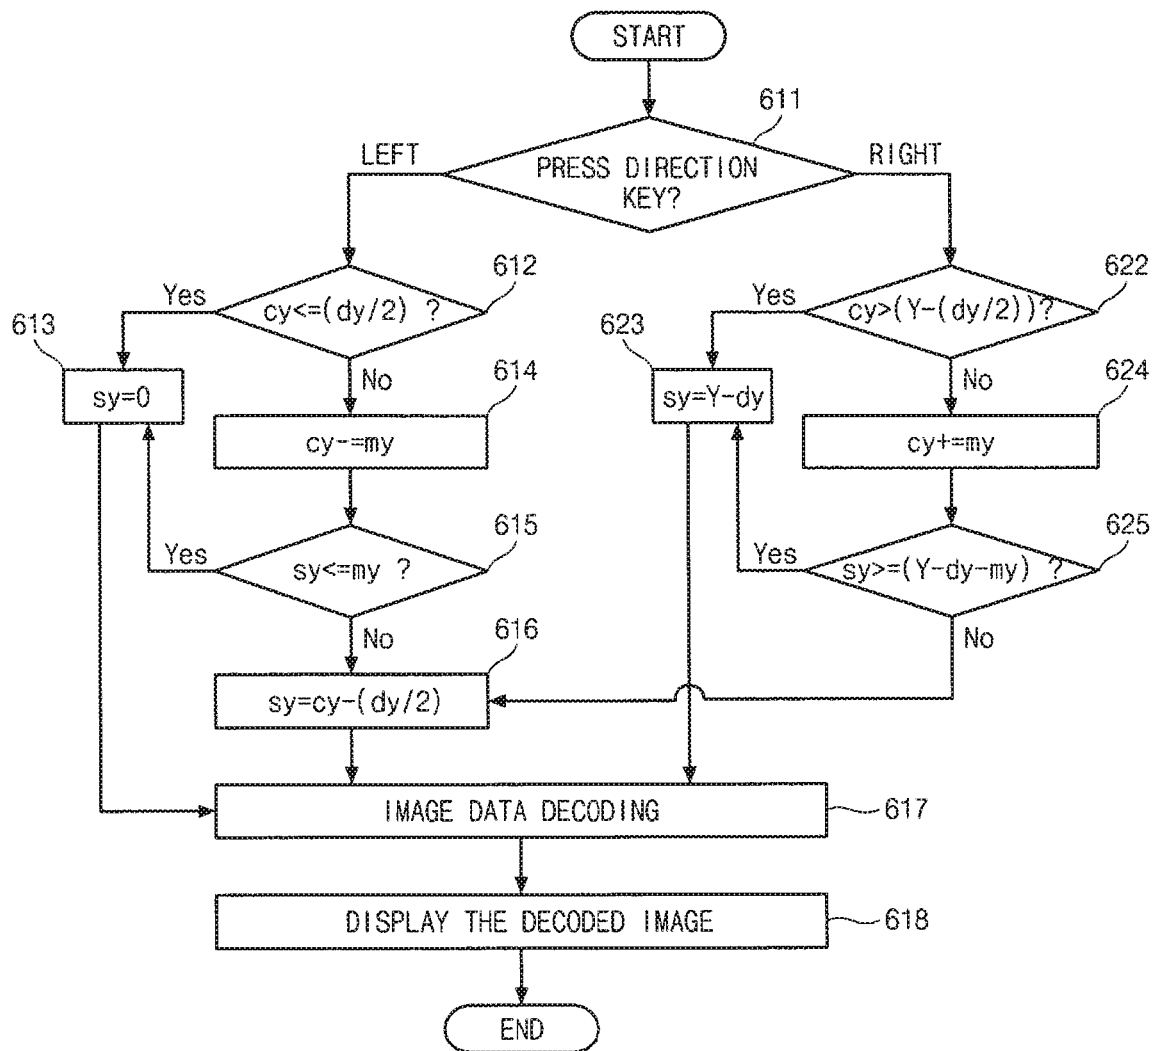 START
611
LEFT
RIGHT
PRESS DIRECTION
KEY?
612
622
Yes
cy<=(dy/2) ?
Yes
cy>(Y-(dy/2))?
613
623
No
614
No
624
sy=0
sy=Y-dy
cy-=my
cy+=my
615
625
Yes
sy<=my ?
Yes
sy>=(Y-dy-my) ?
No
616
No
sy=cy-(dy/2)
IMAGE DATA DECODING
617
DISPLAY THE DECODED IMAGE
618
END